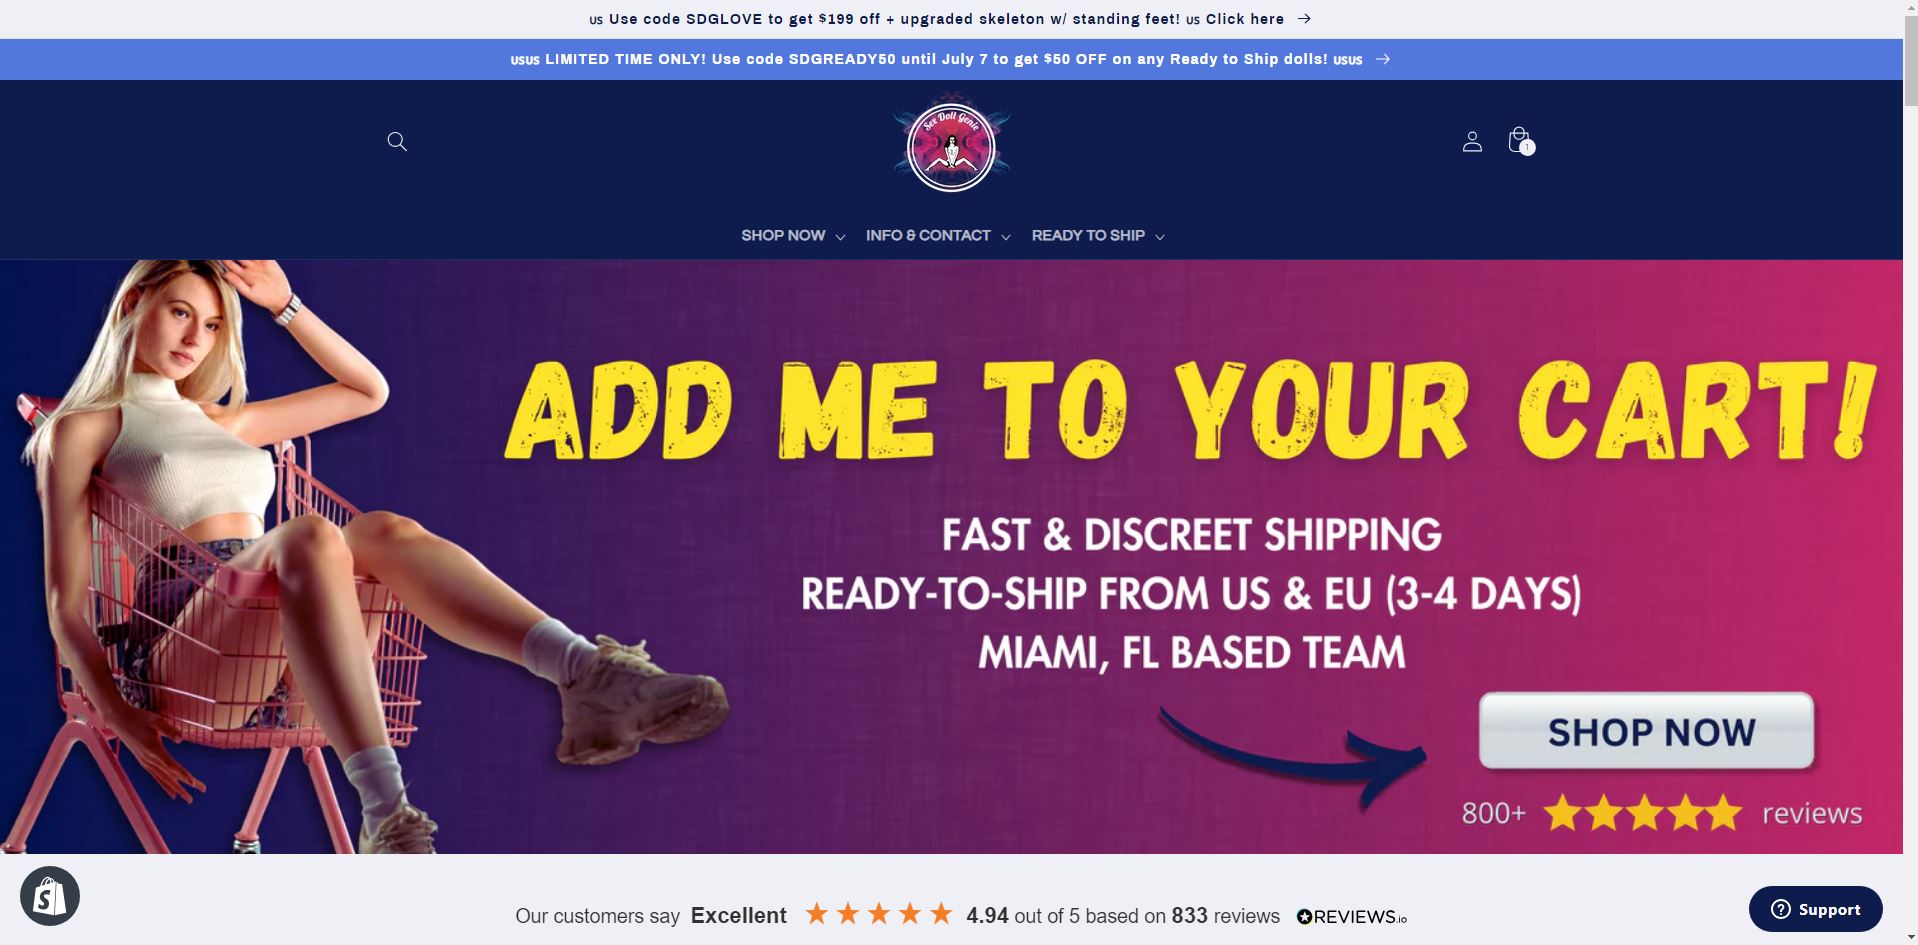 us Use code SDGLOVE to get $199 off + upgraded skeleton w/ standing feet! us Click here →
usus LIMITED TIME ONLY! Use code SDGREADY50 until July 7 to get $50 OFF on any Ready to Ship dolls! usus →
Sex Doll Genie
1
SHOP NOW INFO & CONTACT READY TO SHIP
ADD ME TO YOUR CART!
FAST & DISCREET SHIPPING
READY-TO-SHIP FROM US & EU (3-4 DAYS)
MIAMI, FL BASED TEAM
SHOP NOW
800+ reviews
Our customers say Excellent 4.94 out of 5 based on 833 reviews REVIEWS.io
Support